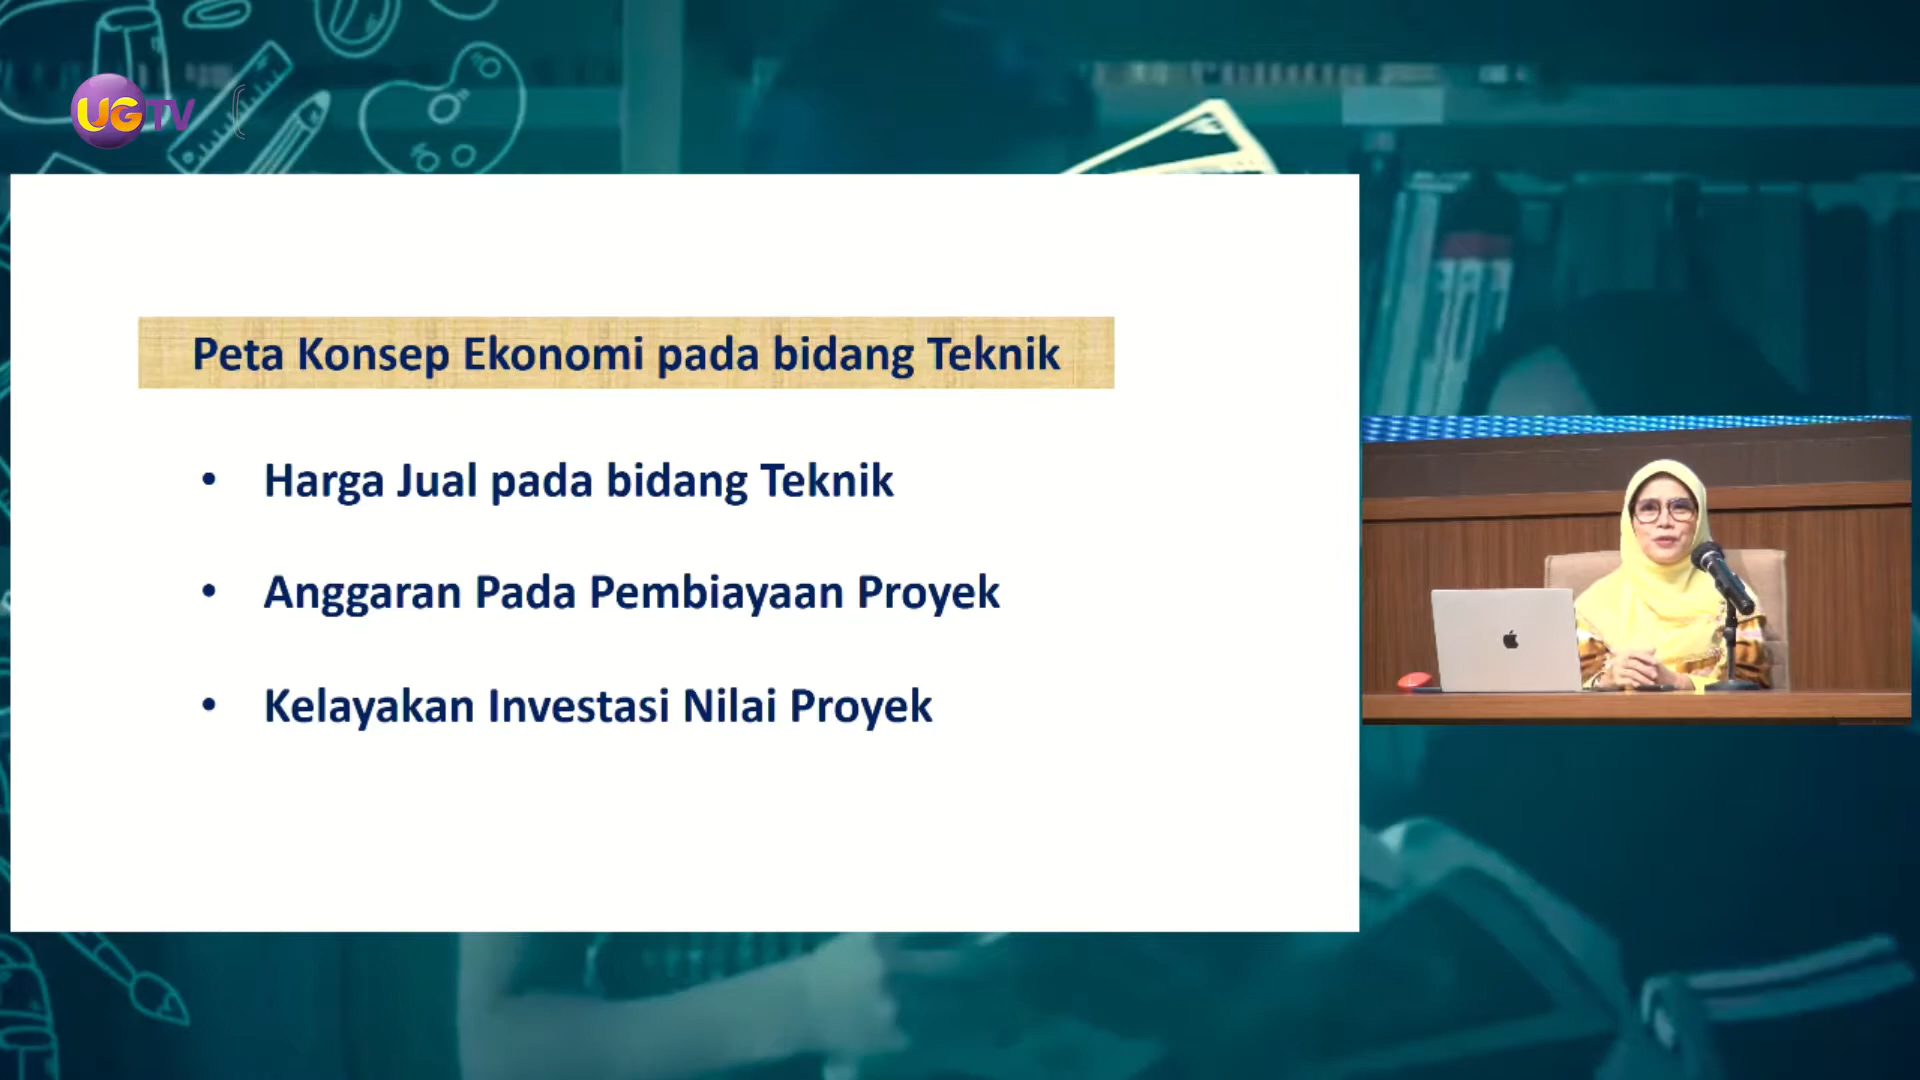 UGTV
Peta Konsep Ekonomi pada bidang Teknik
• Harga Jual pada bidang Teknik
• Anggaran Pada Pembiayaan Proyek
• Kelayakan Investasi Nilai Proyek